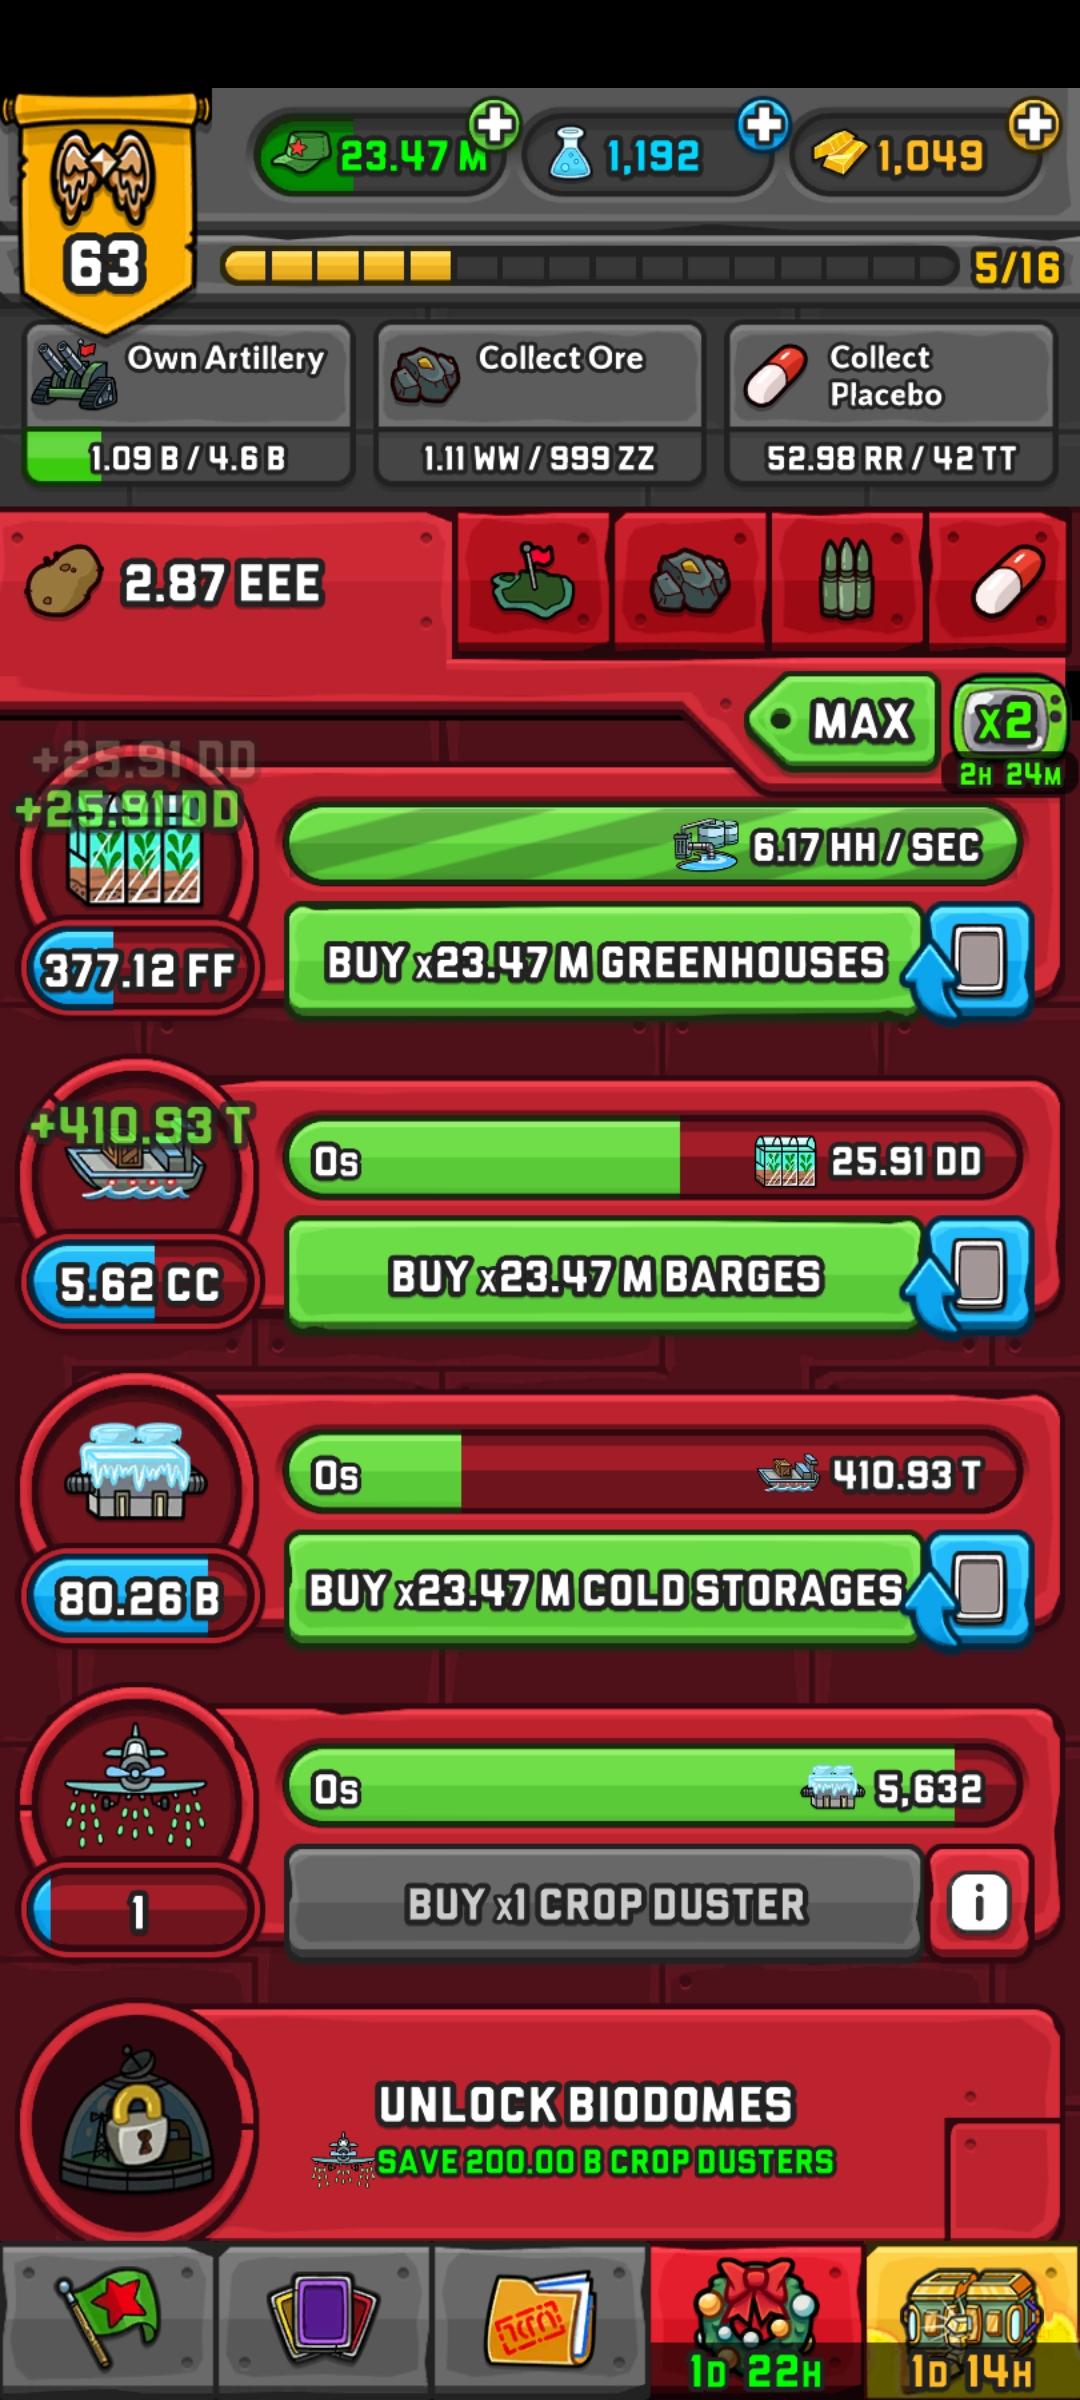 23.47 M
1,192
1,049
63
5/16
Own Artillery
1.09 B / 4.6 B
Collect Ore
1.11 WW / 999 ZZ
Collect
Placebo
52.98 RR / 42 TT
2.87 EEE
MAX
x2
2H 24M
+25.91 DD
+25.91 DD
6.17 HH / SEC
377.12 FF
BUY x23.47 M GREENHOUSES
+410.93 T
0s
25.91 DD
5.62 CC
BUY x23.47 M BARGES
0s
410.93 T
80.26 B
BUY x23.47 M COLD STORAGES
0s
5,632
1
BUY x1 CROP DUSTER
i
UNLOCK BIODOMES
SAVE 200.00 B CROP DUSTERS
1D 22H
1D 14H